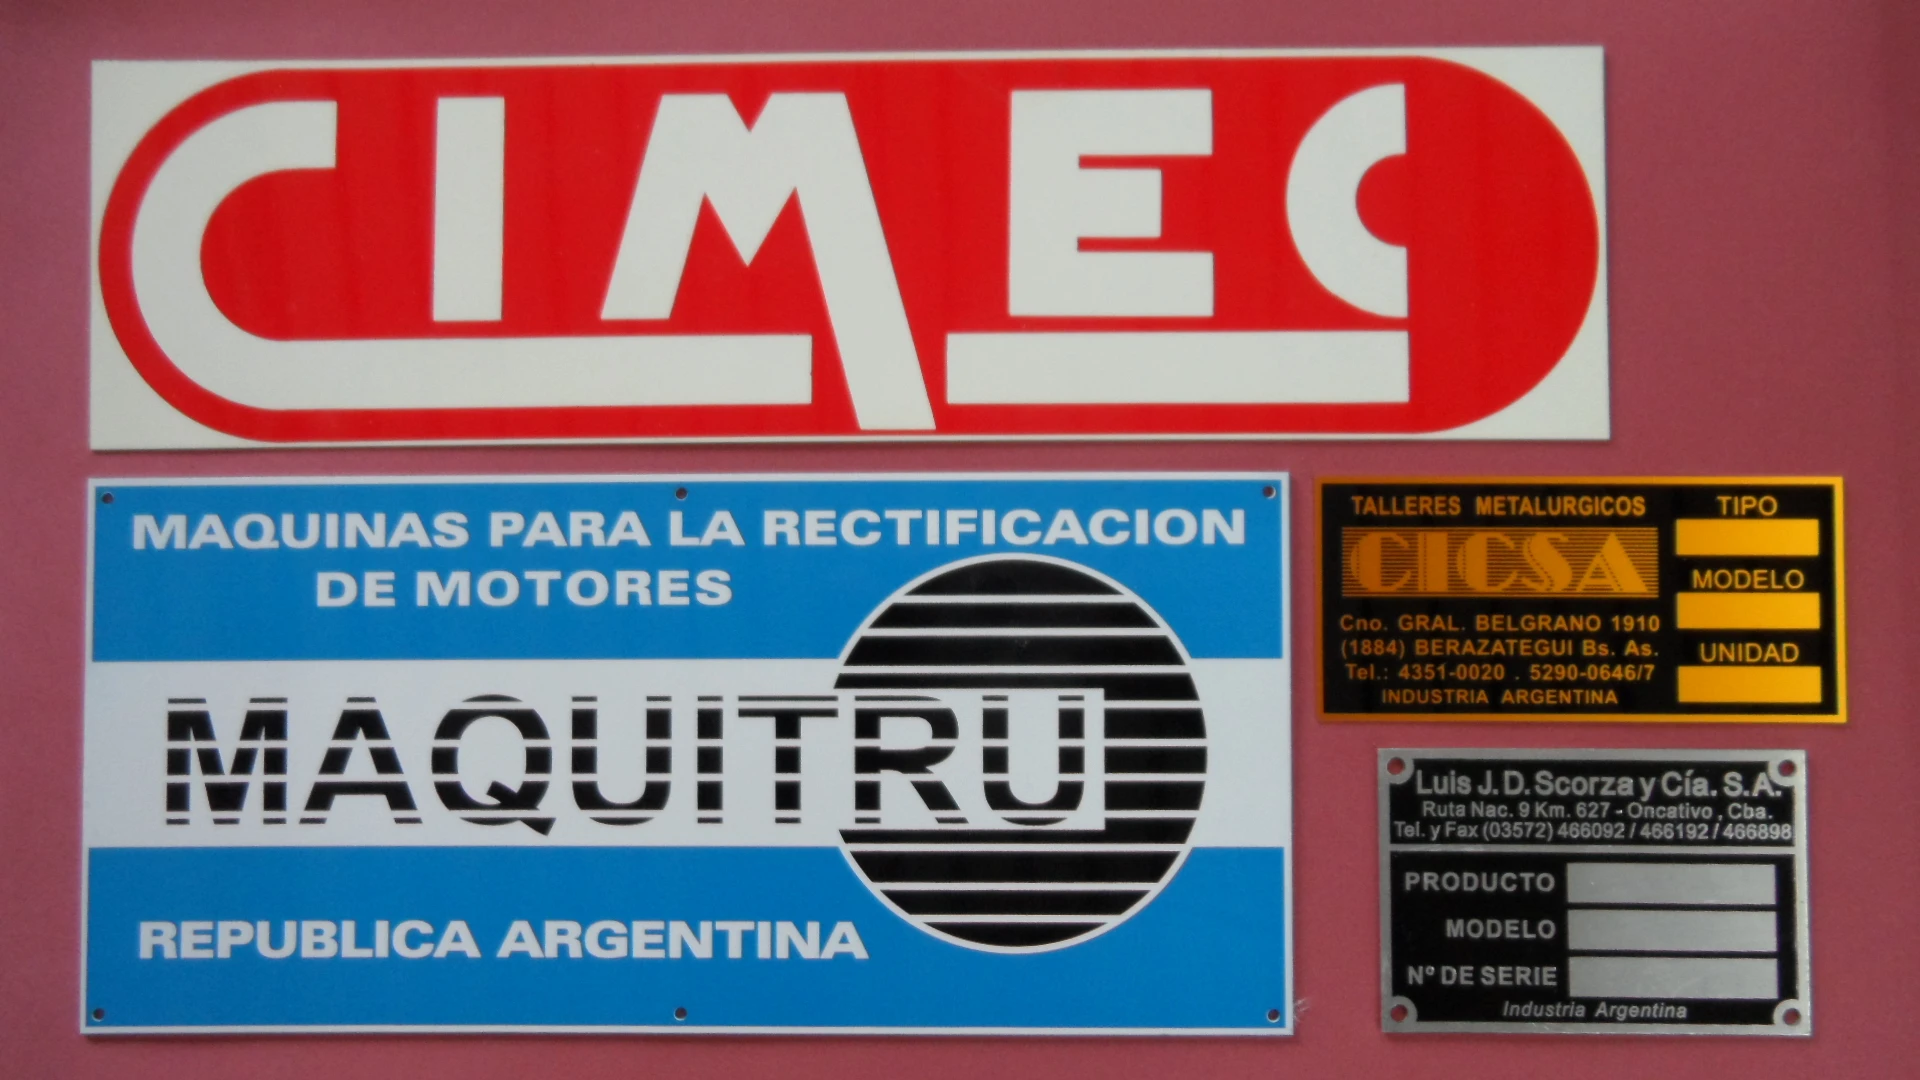 CIMEC
MAQUINAS PARA LA RECTIFICACION
DE MOTORES
MAQUITRU
REPUBLICA ARGENTINA
TALLERES METALURGICOS
CICSA
Cno. GRAL. BELGRANO 1910
(1884) BERAZATEGUI Bs. As.
Tel.: 4351-0020 . 5290-0646/7
INDUSTRIA ARGENTINA
TIPO
MODELO
UNIDAD
Luis J. D. Scorza y Cía. S.A.
Ruta Nac. 9 Km. 627 - Oncativo , Cba.
Tel. y Fax (03572) 466092 / 466192 / 466898
PRODUCTO
MODELO
Nº DE SERIE
Industria Argentina